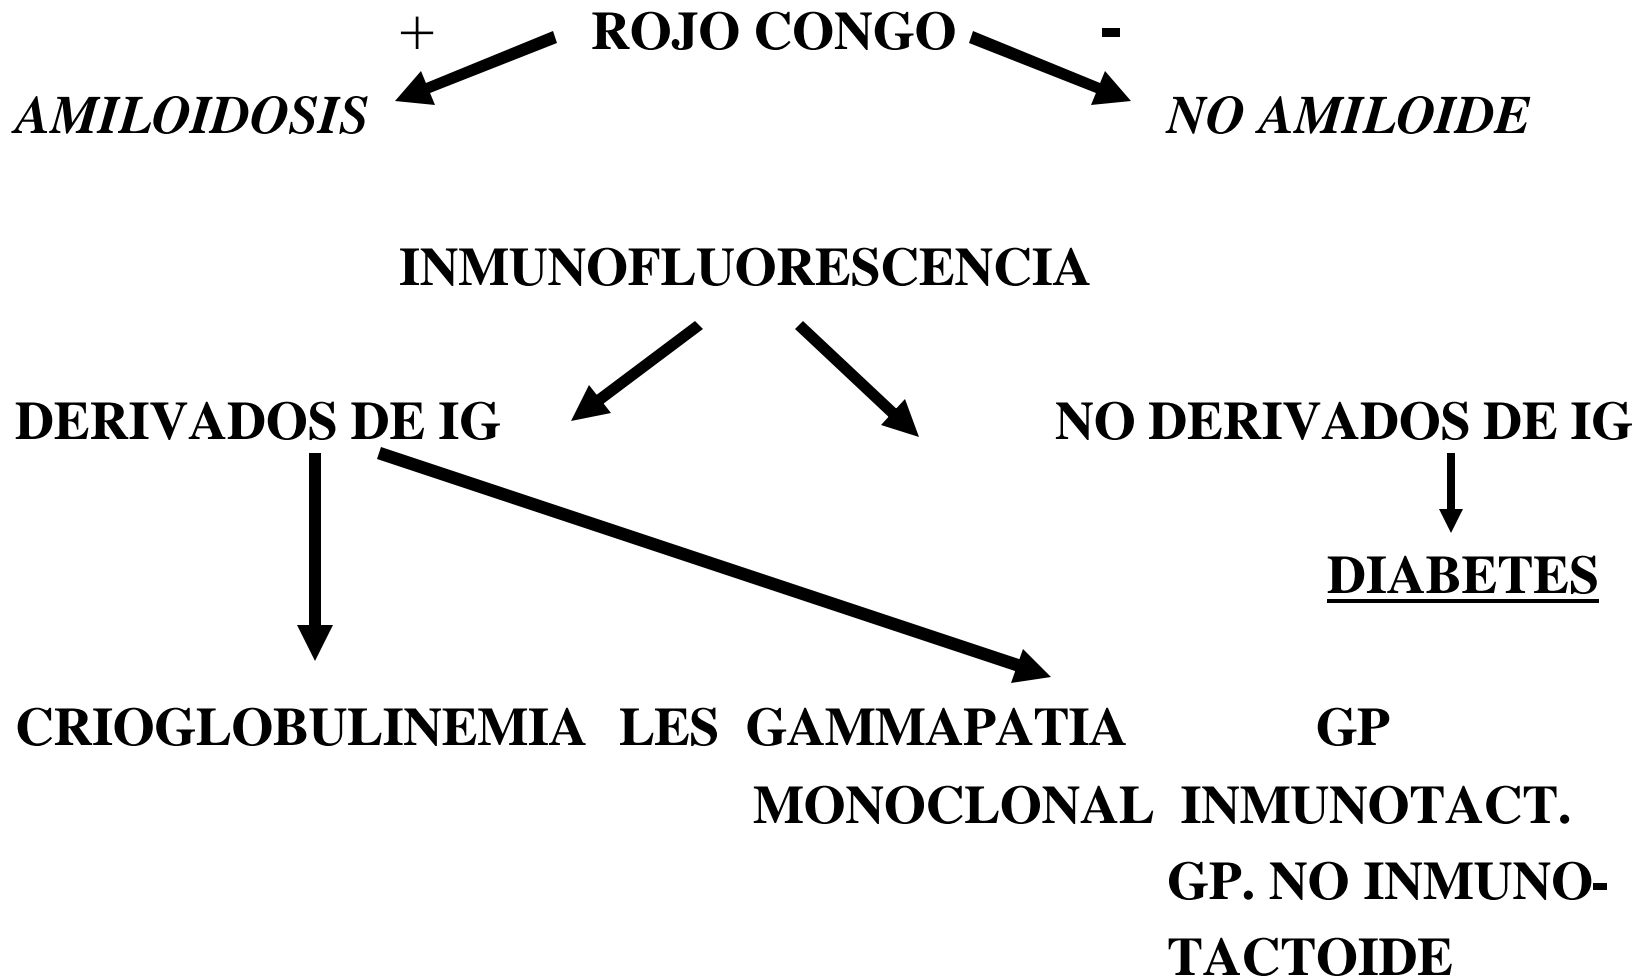 + ROJO CONGO -
AMILOIDOSIS NO AMILOIDE
INMUNOFLUORESCENCIA
DERIVADOS DE IG NO DERIVADOS DE IG
DIABETES
CRIOGLOBULINEMIA LES GAMMAPATIA GP
MONOCLONAL INMUNOTACT.
GP. NO INMUNO-
TACTOIDE